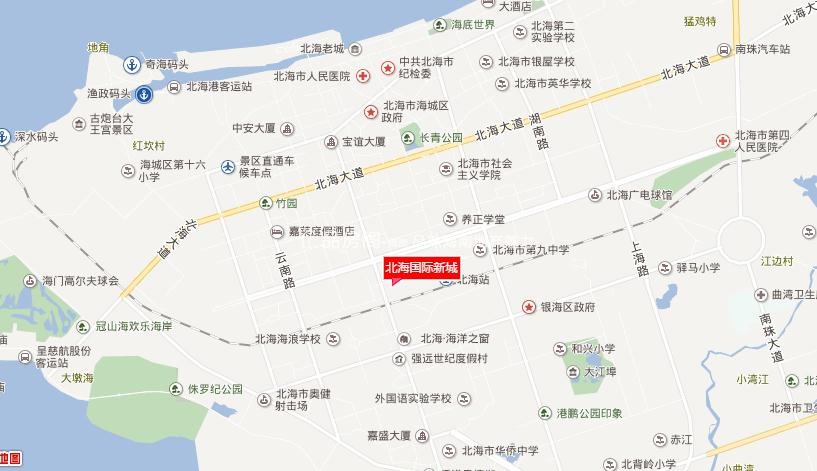 大酒店
海底世界
北海第二
实验学校
猛鸡特
地角
北海老城
南珠汽车站
奇海码头
中共北海市
纪检委
北海市银屋学校
北海市人民医院
北海大道
渔政码头
北海港客运站
北海市英华学校
北海市海城区
政府
古炮台大
王宫景区
湖南路
中安大厦
北海大道
深水码头
长青公园
北海市第四
人民医院
红坎村
宝谊大厦
海城区第十六
小学
景区直通车
候车点
北海市社会
主义学院
北海大道
北海广电球馆
竹园
养正学堂
北海大道
嘉莱度假酒店
北海市第九中学
云南路
上海路
江边村
北海国际新城
驿马小学
海门高尔夫球会
北海站
曲湾卫生
银海区政府
冠山海欢乐海岸
南珠大道
庙
北海海浪学校
北海·海洋之窗
和兴小学
呈慈航股份
客运站
强远世纪度假村
大江埠
大墩海
侏罗纪公园
小湾江
北海市奥健
射击场
外国语实验学校
港鹏公园印象
北海市卫
嘉盛大厦
赤江
北海市华侨中学
地图
北背岭小学
小曲湾